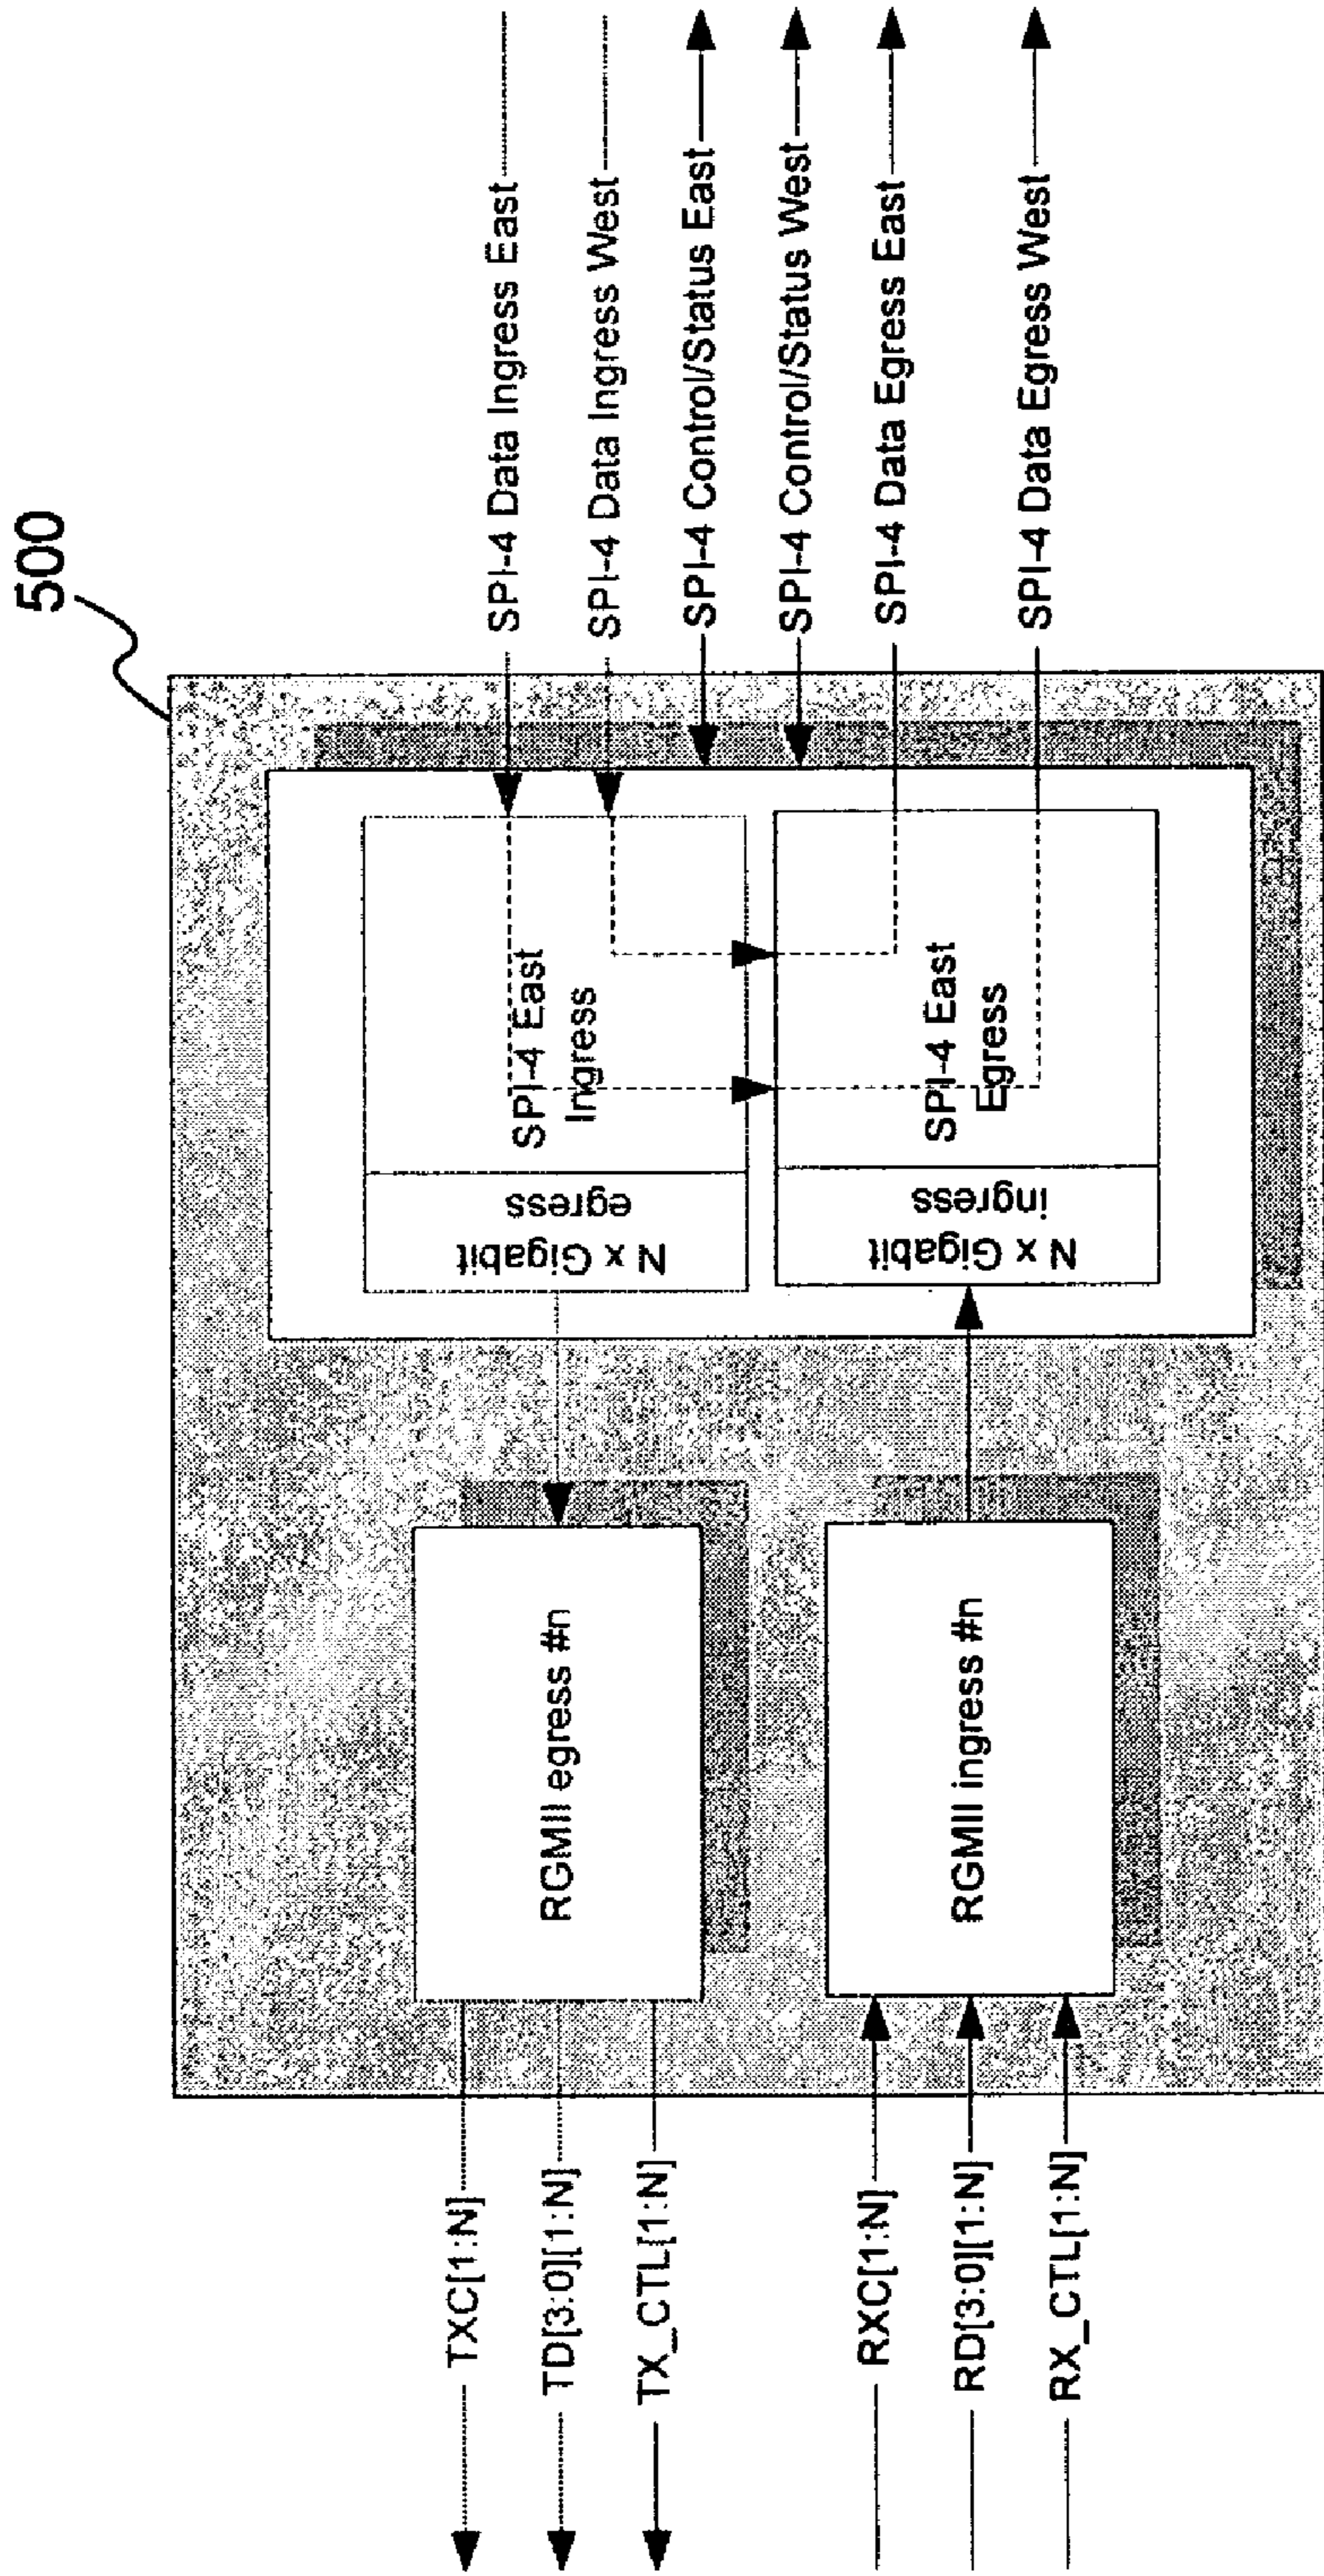 500
TXC[1:N]
TD[3:0][1:N]
TX_CTL[1:N]
RXC[1:N]
RD[3:0][1:N]
RX_CTL[1:N]
RGMII egress #n
RGMII ingress #n
N x Gigabit
egress
SPI-4 East
Ingress
N x Gigabit
ingress
SPI-4 East
Egress
SPI-4 Data Ingress East
SPI-4 Data Ingress West
SPI-4 Control/Status East
SPI-4 Control/Status West
SPI-4 Data Egress East
SPI-4 Data Egress West